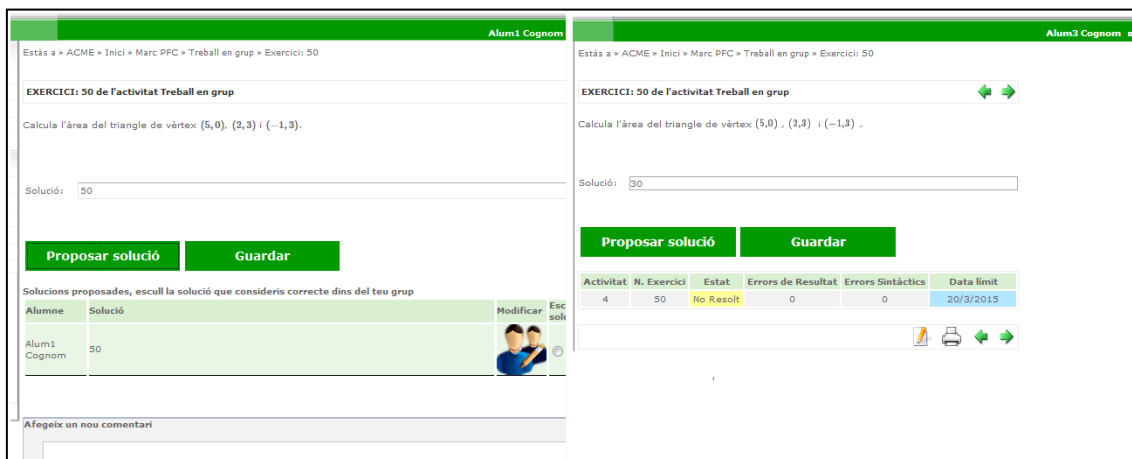 Alum1 Cognom
Estàs a » ACME » Inici » Marc PFC » Treball en grup » Exercici: 50
EXERCICI: 50 de l'activitat Treball en grup
Calcula l'àrea del triangle de vèrtex (5,0), (2,3) i (−1,3).
Solució: 50
Proposar solució Guardar
Solucions proposades, escull la solució que consideris correcte dins del teu grup
Alumne Solució Modificar Esc
solu
Alum1
Cognom
50
Afegeix un nou comentari
Alum3 Cognom
Estàs a » ACME » Inici » Marc PFC » Treball en grup » Exercici: 50
EXERCICI: 50 de l'activitat Treball en grup
Calcula l'àrea del triangle de vèrtex (5,0) , (2,3) i (−1,3) .
Solució: 30
Proposar solució Guardar
Activitat N. Exercici Estat Errors de Resultat Errors Sintàctics Data límit
4 50 No Resolt 0 0 20/3/2015